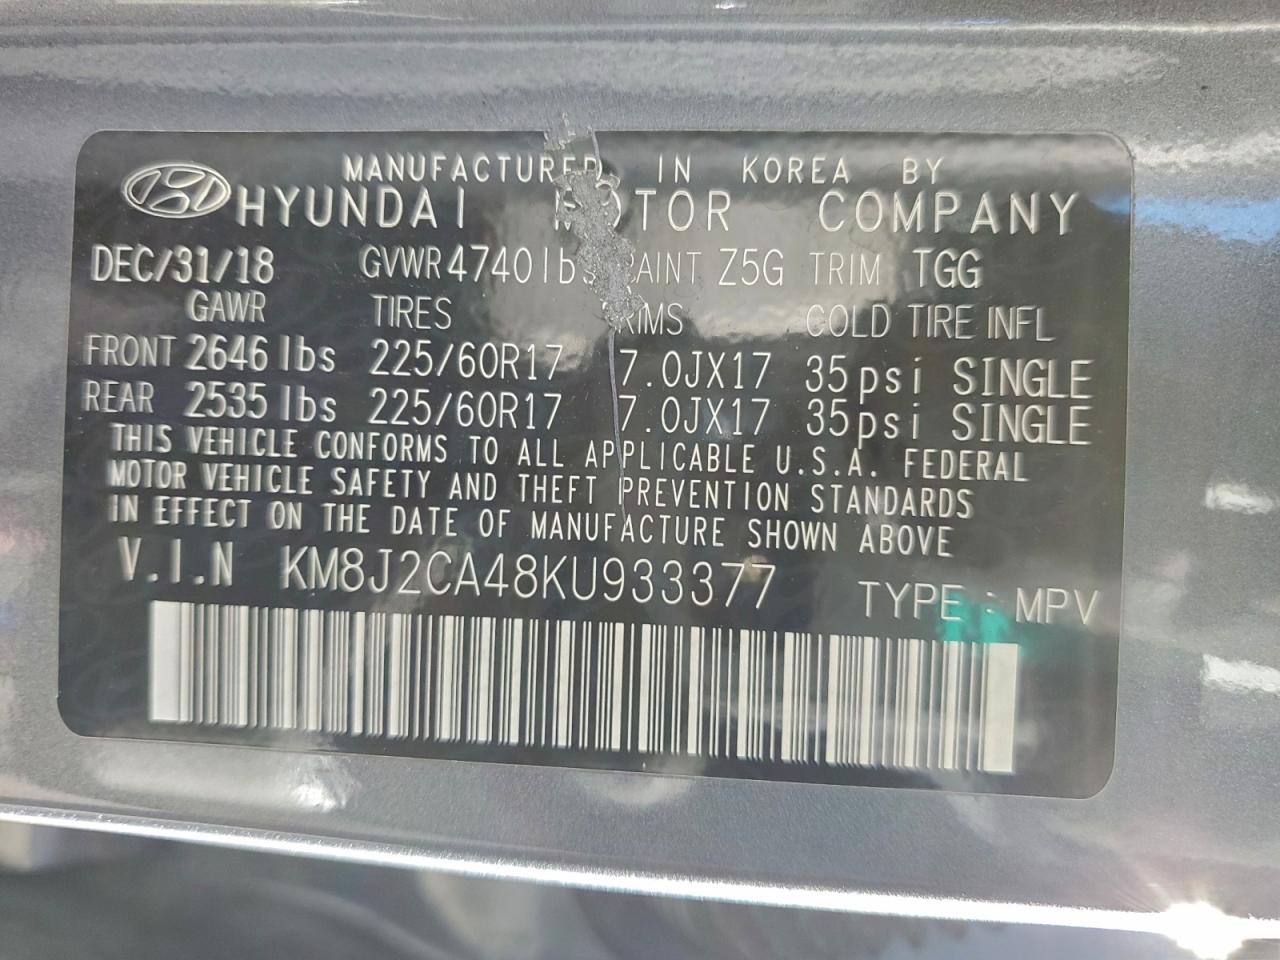 MANUFACTURED IN KOREA BY
HYUNDAI MOTOR COMPANY
DEC/31/18 GVWR 4740lbs PAINT Z5G TRIM TGG
GAWR TIRES RIMS COLD TIRE INFL
FRONT 2646 lbs 225/60R17 7.0JX17 35psi SINGLE
REAR 2535 lbs 225/60R17 7.0JX17 35psi SINGLE
THIS VEHICLE CONFORMS TO ALL APPLICABLE U.S.A. FEDERAL
MOTOR VEHICLE SAFETY AND THEFT PREVENTION STANDARDS
IN EFFECT ON THE DATE OF MANUFACTURE SHOWN ABOVE
V.I.N KM8J2CA48KU933377 TYPE : MPV